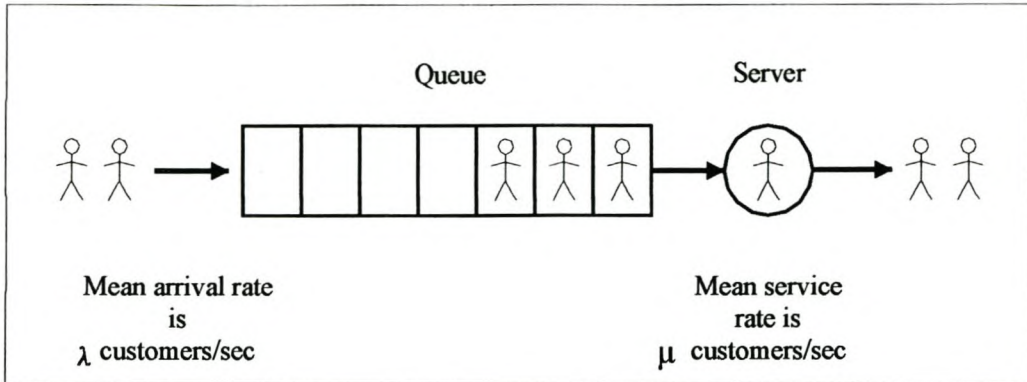 Queue
Server
Mean arrival rate
is
λ customers/sec
Mean service
rate is
μ customers/sec